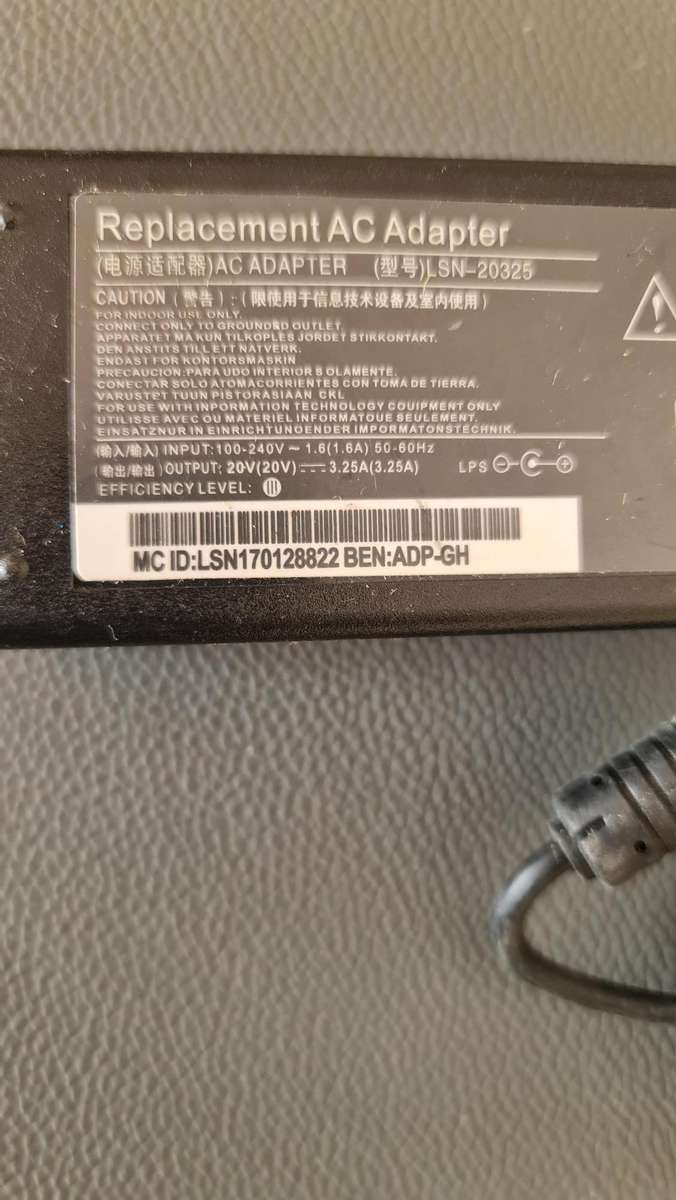 Replacement AC Adapter
(电源适配器)AC ADAPTER (型号)LSN-20325
CAUTION (警告):(限使用于信息技术设备及室内使用)
FOR INDOOR USE ONLY.
CONNECT ONLY TO GROUNDED OUTLET
APPARATET MA KUN TILKOPLES JORDET STIKKONTAKT.
DEN ANSTITS TILL ETT NATVERK.
ENDAST FOR KONTORSMASKIN
PRECAUCION:PARA UDO INTERIOR S OLAMENTE.
CONECTAR SOLO ATOMACORRIENTES CON TOMA DE TIERRA.
VARUSTET TUUN PISTORASIAAN CKL
FOR USE WITH INPORMATION TECHNOLOGY COUIPMENT ONLY
UTILISSE AVEC OU MATERIEL INFORMATOUE SEULEMENT.
EINSATZNUR IN EINRICHTUNGENDER IMPORMATONSTECHNIK.
(输入/輸入) INPUT:100-240V ~ 1.6(1.6A) 50-60Hz
(输出/输出) OUTPUT: 20-V(20V) ⎓ 3.25A(3.25A) LPS
EFFICIENCY LEVEL: III
MC ID:LSN170128822 BEN:ADP-GH